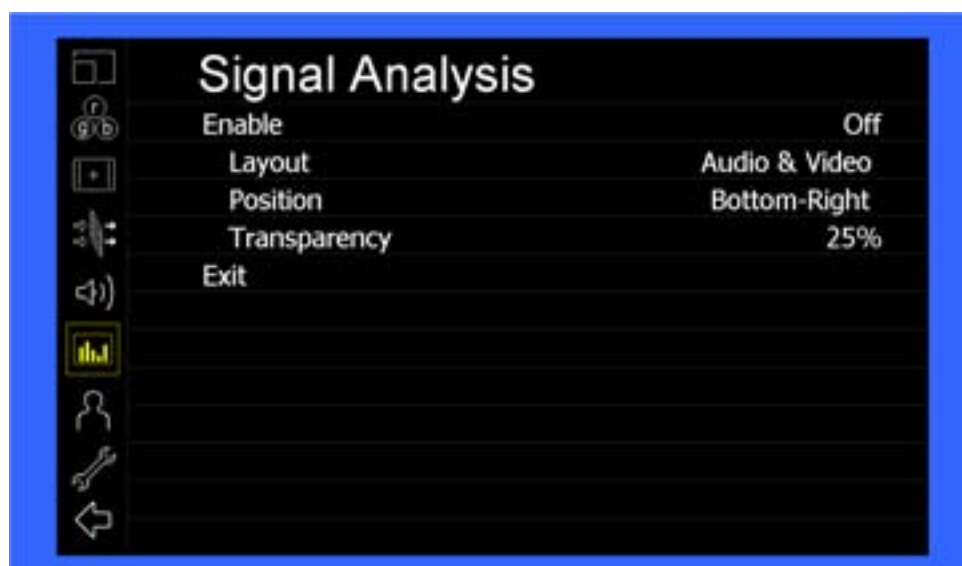 Signal Analysis
r
g b
Enable Off
Layout Audio & Video
Position Bottom-Right
Transparency 25%
Exit